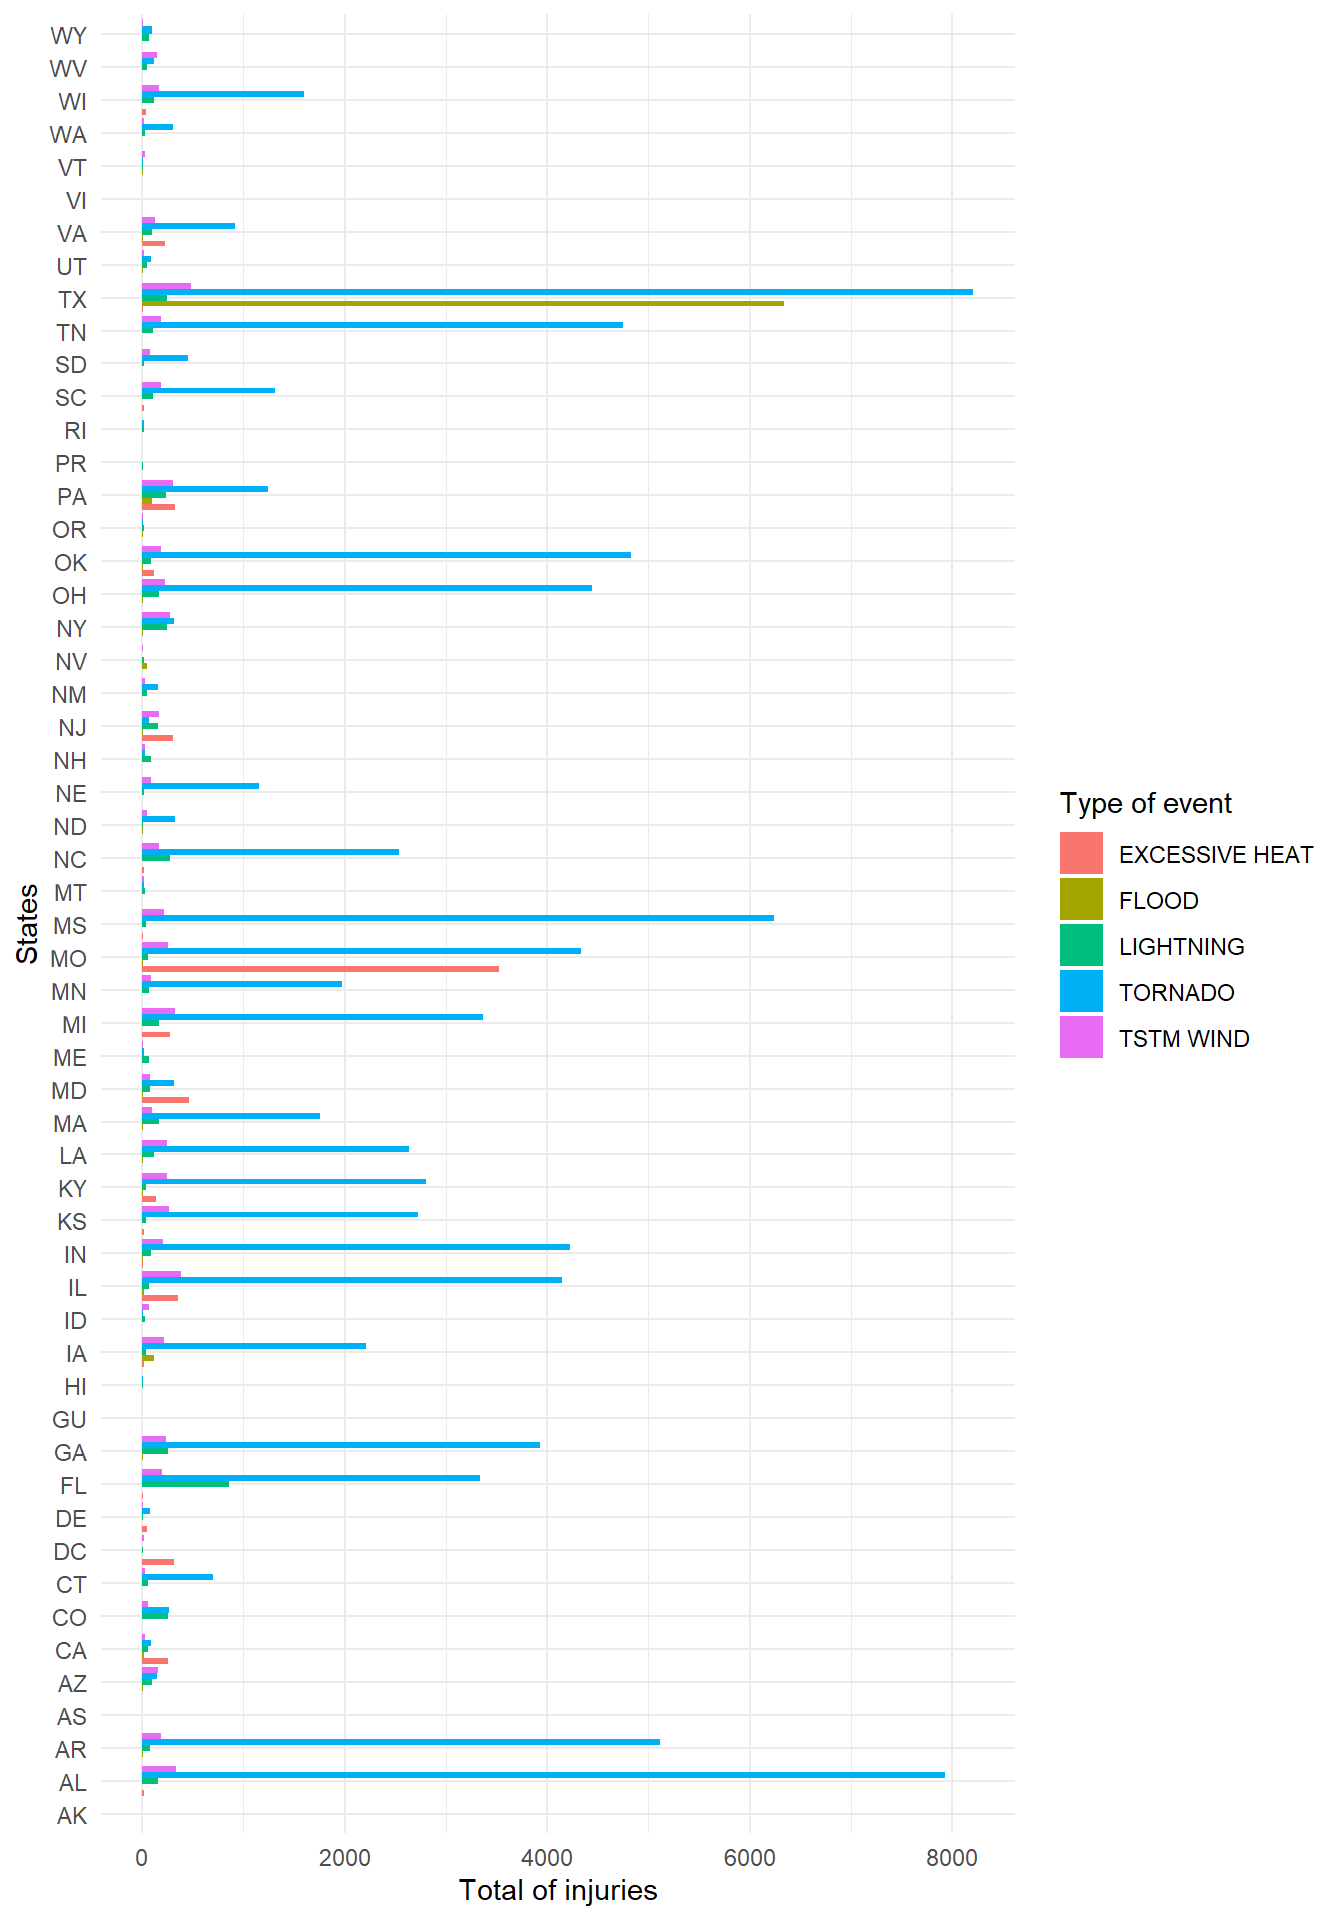 WY
WV
WI
WA
VT
VI
VA
UT
TX
TN
SD
SC
RI
PR
PA
OR
OK
OH
NY
NV
NM
NJ
NH
NE
ND
NC
MT
MS
MO
MN
MI
ME
MD
MA
LA
KY
KS
IN
IL
ID
IA
HI
GU
GA
FL
DE
DC
CT
CO
CA
AZ
AS
AR
AL
AK
States
0 2000 4000 6000 8000
Total of injuries
Type of event
EXCESSIVE HEAT
FLOOD
LIGHTNING
TORNADO
TSTM WIND